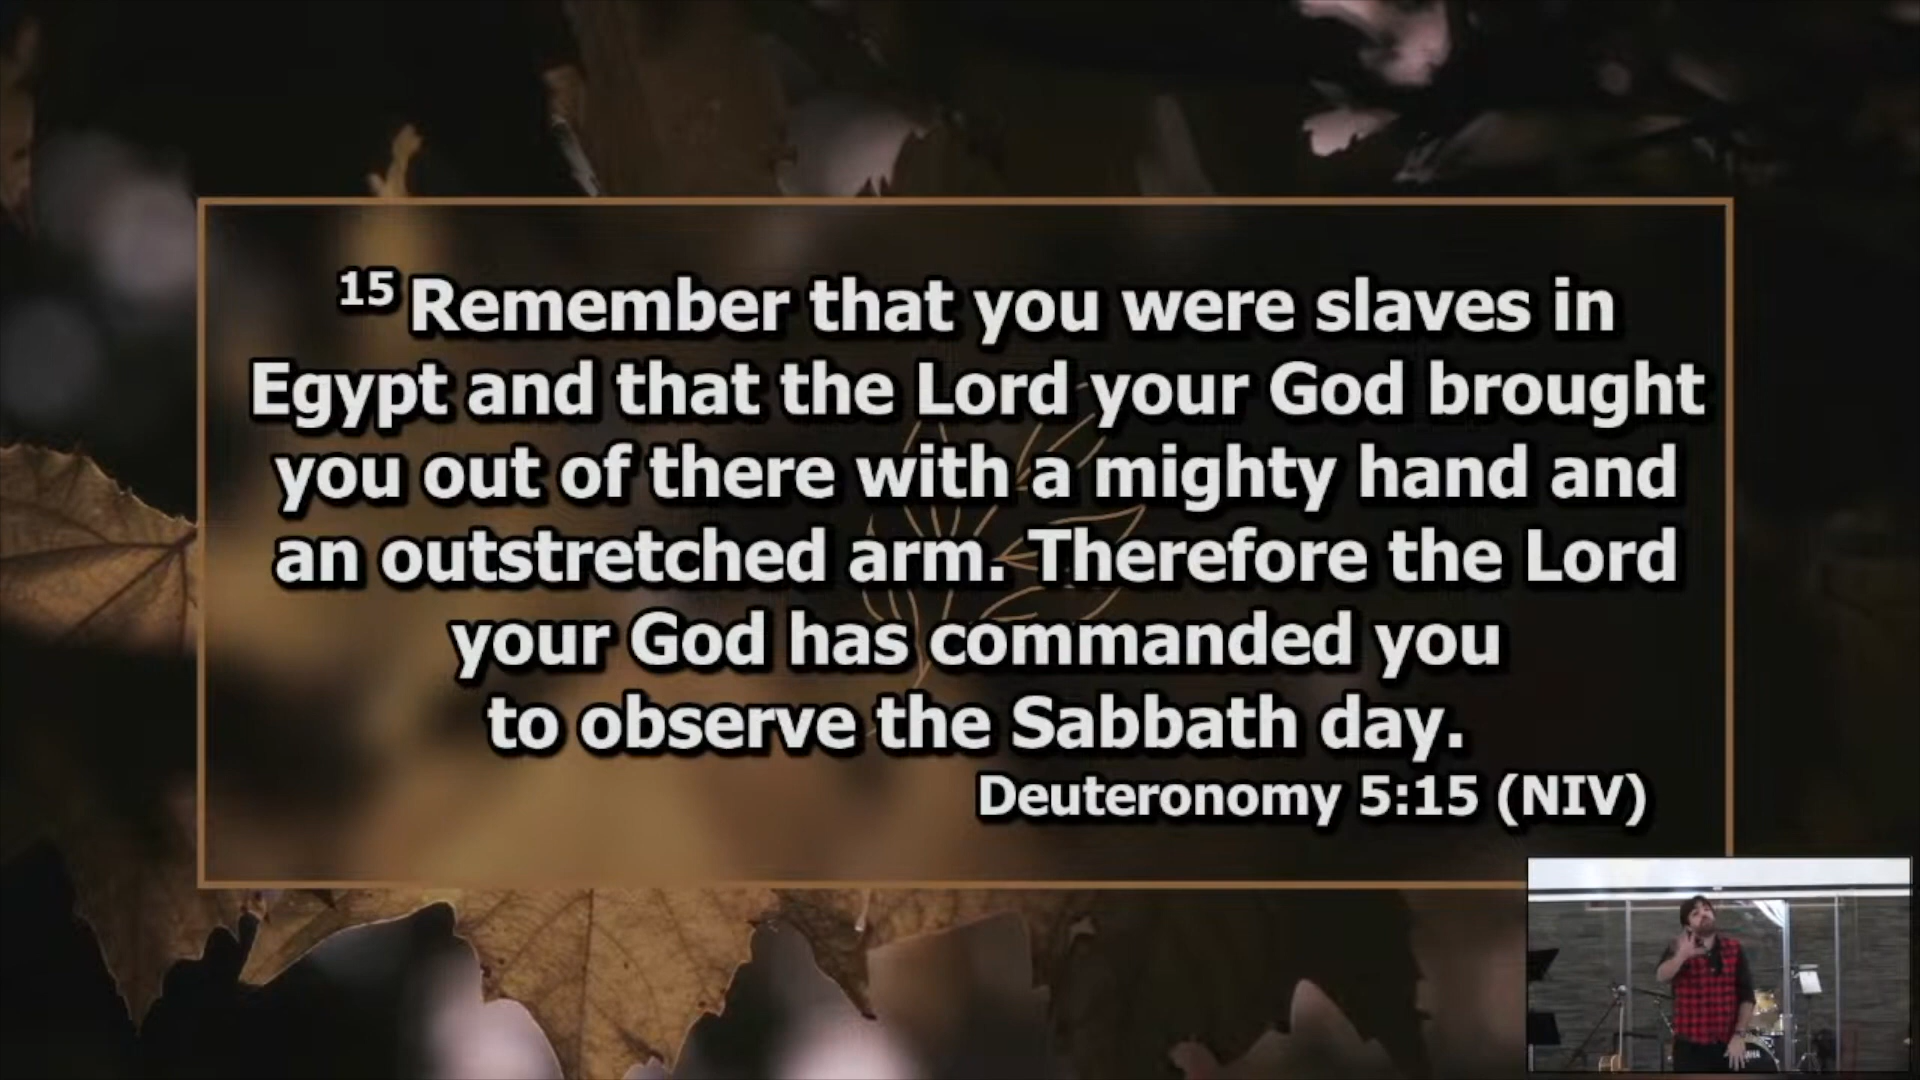 15 Remember that you were slaves in
Egypt and that the Lord your God brought
you out of there with a mighty hand and
an outstretched arm. Therefore the Lord
your God has commanded you
to observe the Sabbath day.
Deuteronomy 5:15 (NIV)